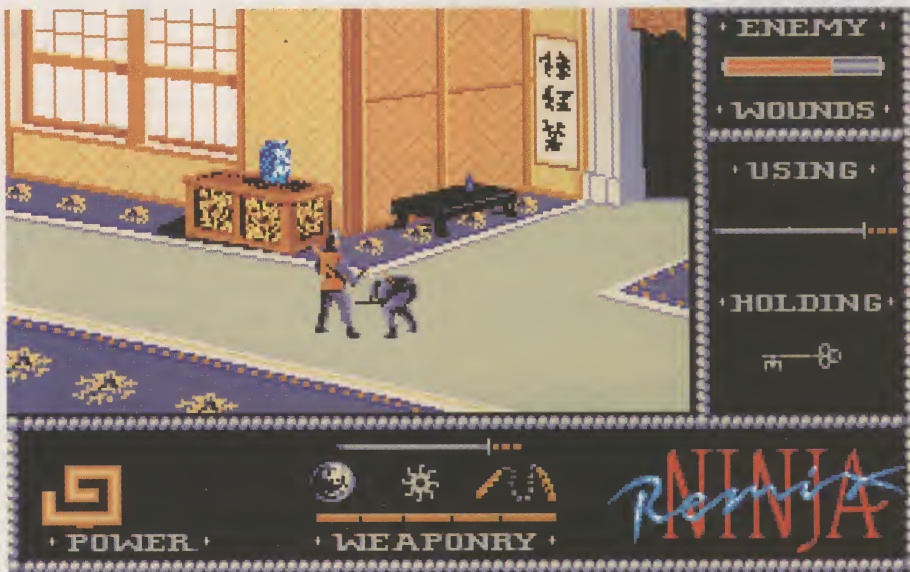 ENEMY
WOUNDS
USING
HOLDING
POWER
WEAPONRY
NINJA
Remix